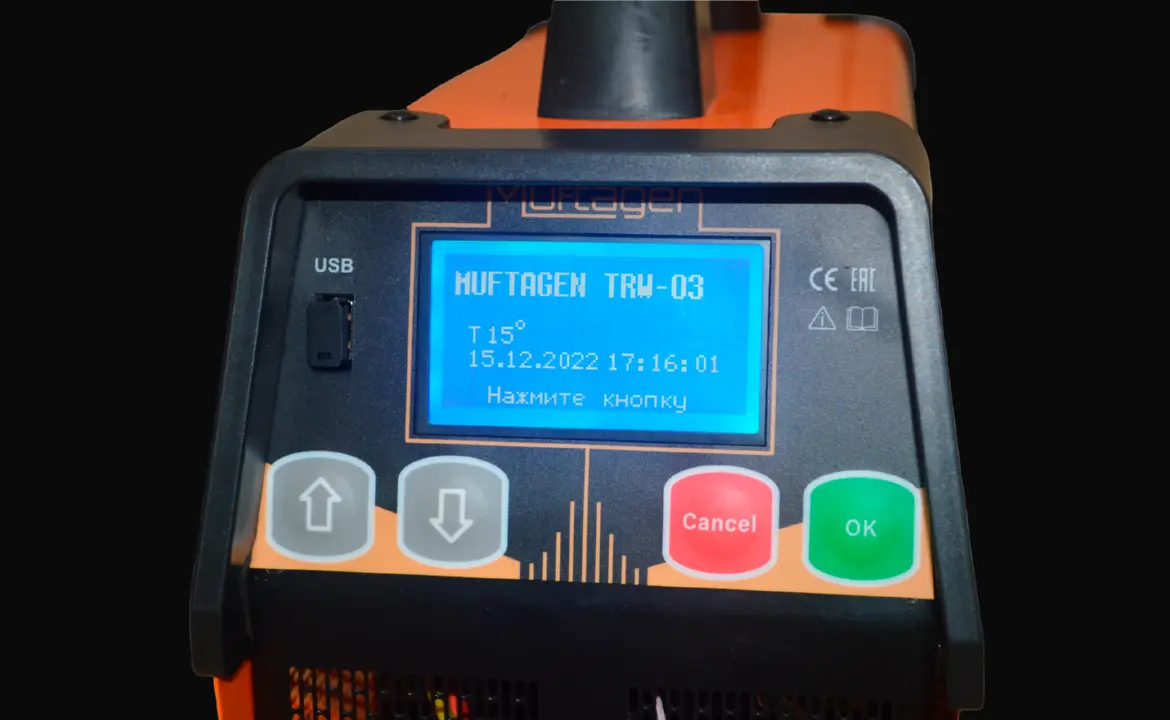 Muftagen
USB
MUFTAGEN TRW-03
T 15°
15.12.2022 17:16:01
Нажмите кнопку
CE EAC
Cancel
OK